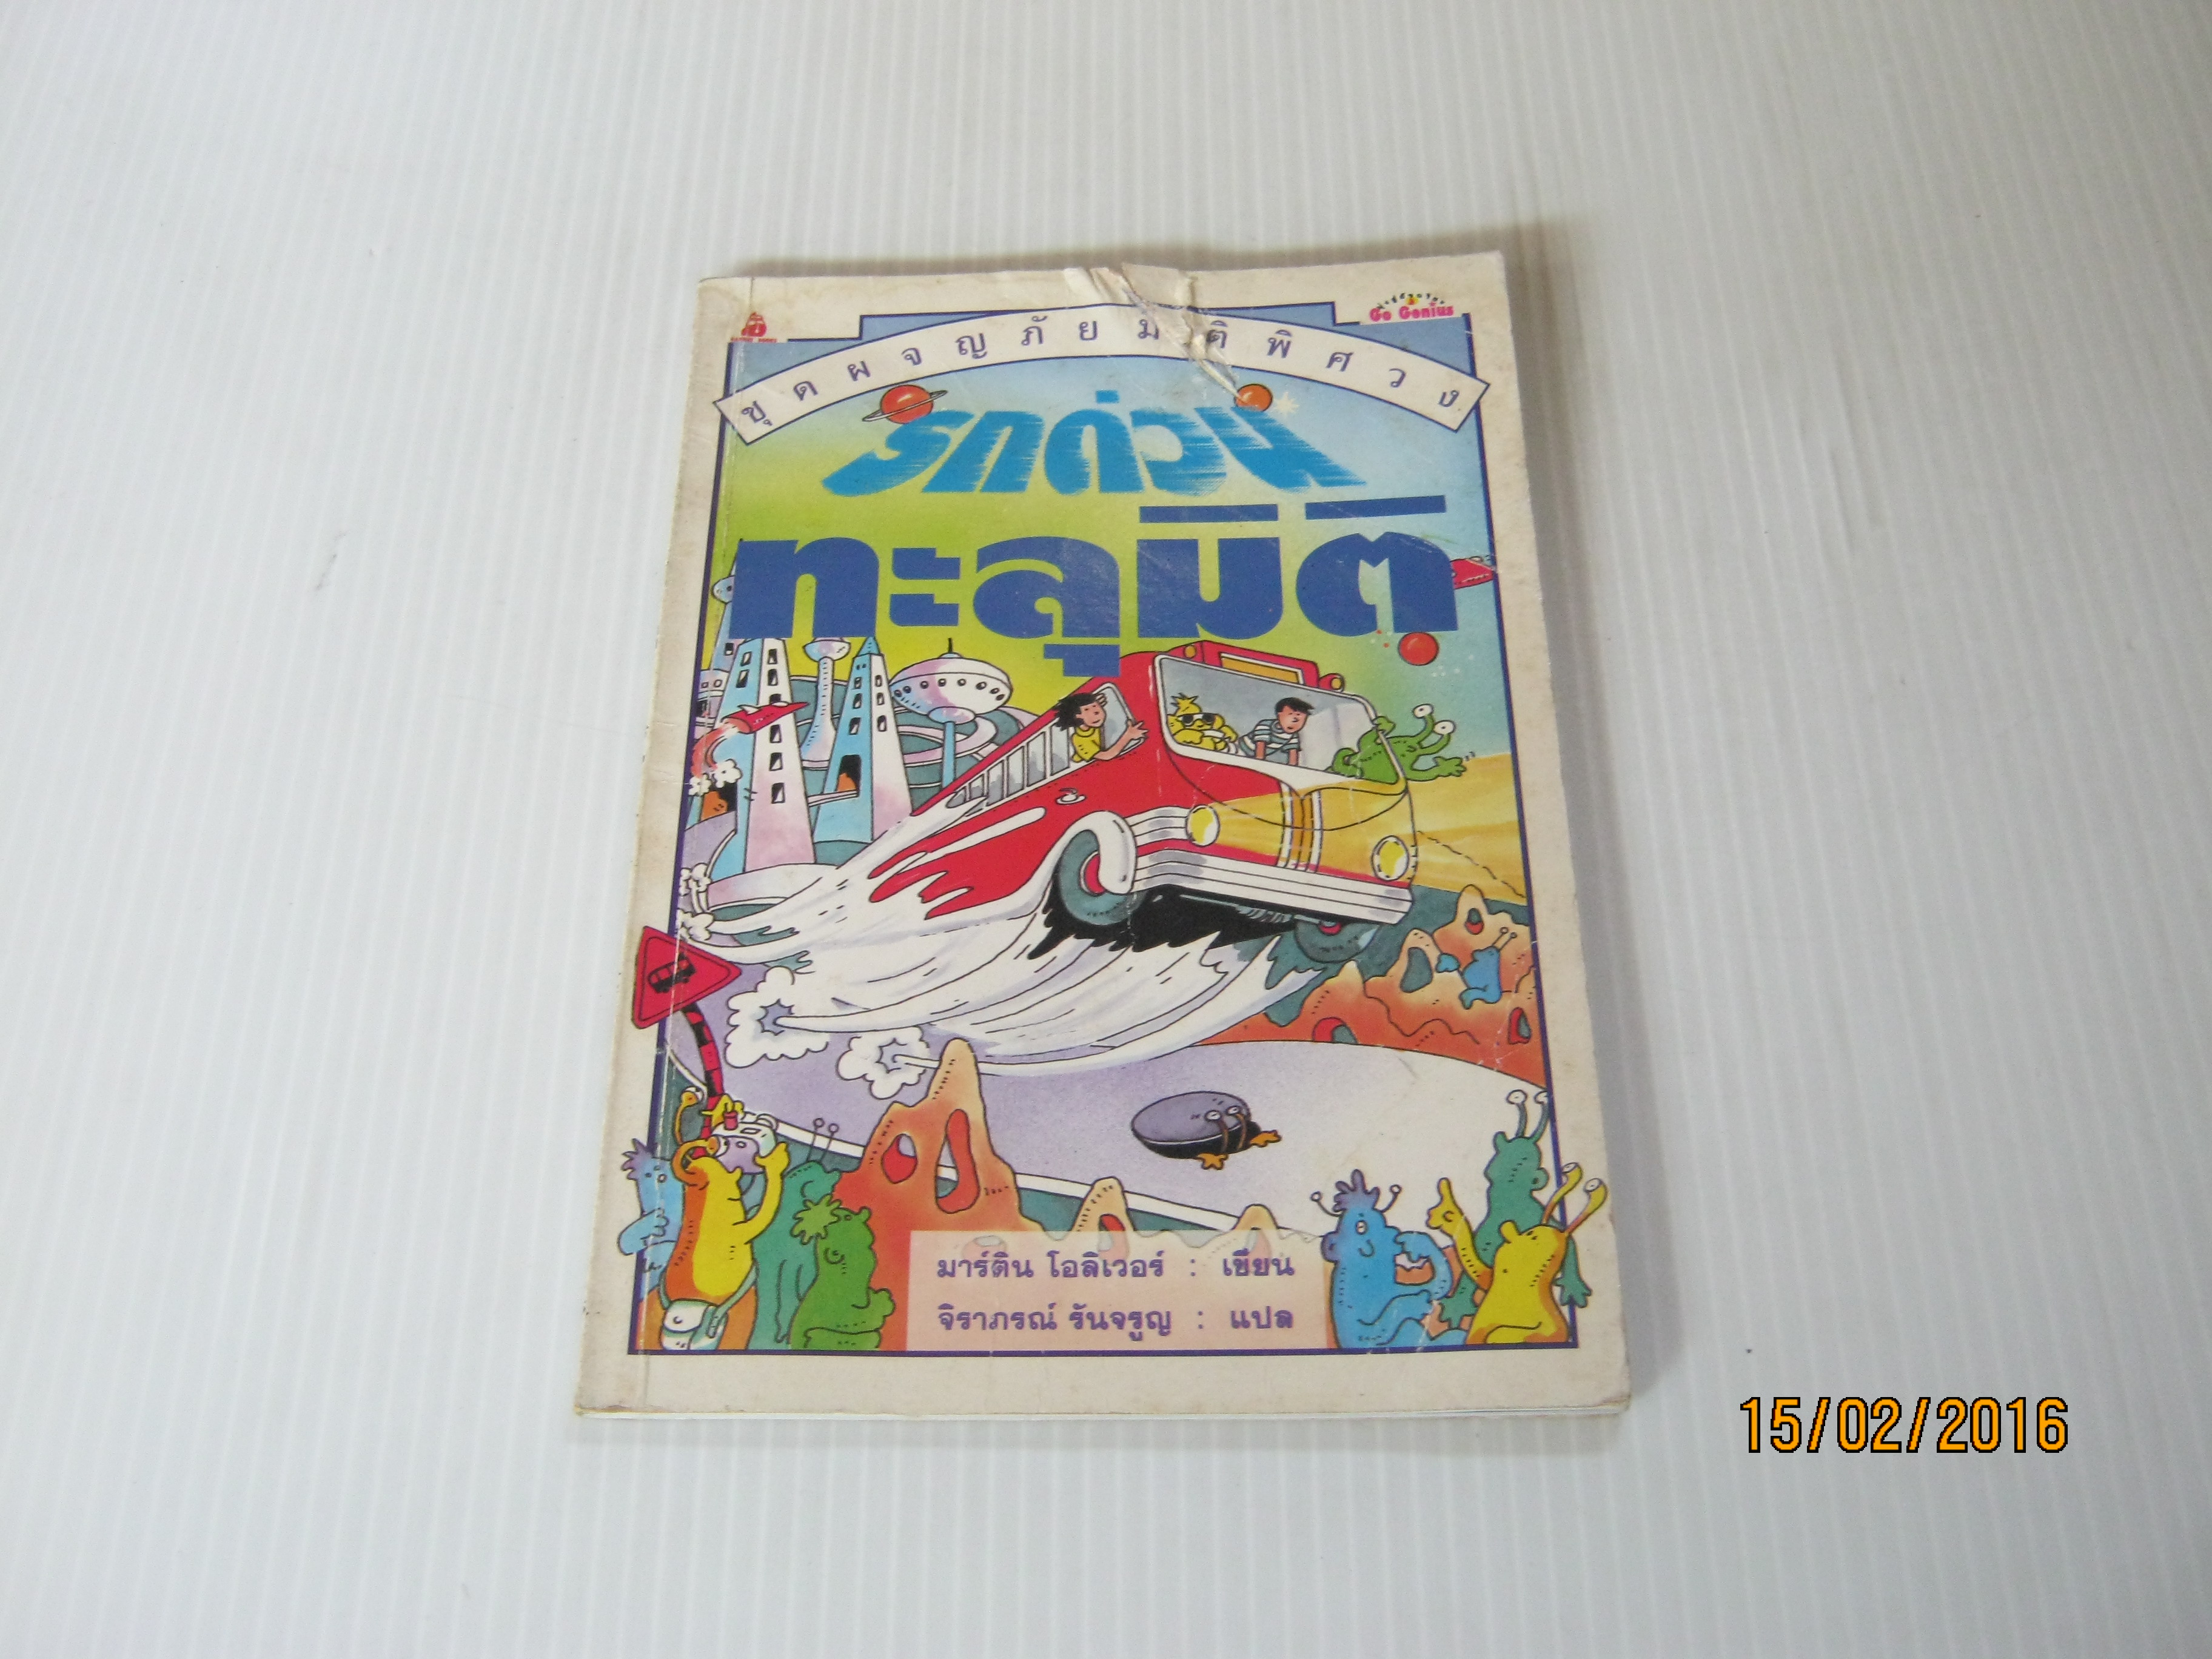 Go Genius
ชุดผจญภัยมิติพิศวง
รถด่วน
ทะลุมิติ
มาร์ติน โอลิเวอร์ : เขียน
จิราภรณ์ รันจรูญ : แปล
15/02/2016